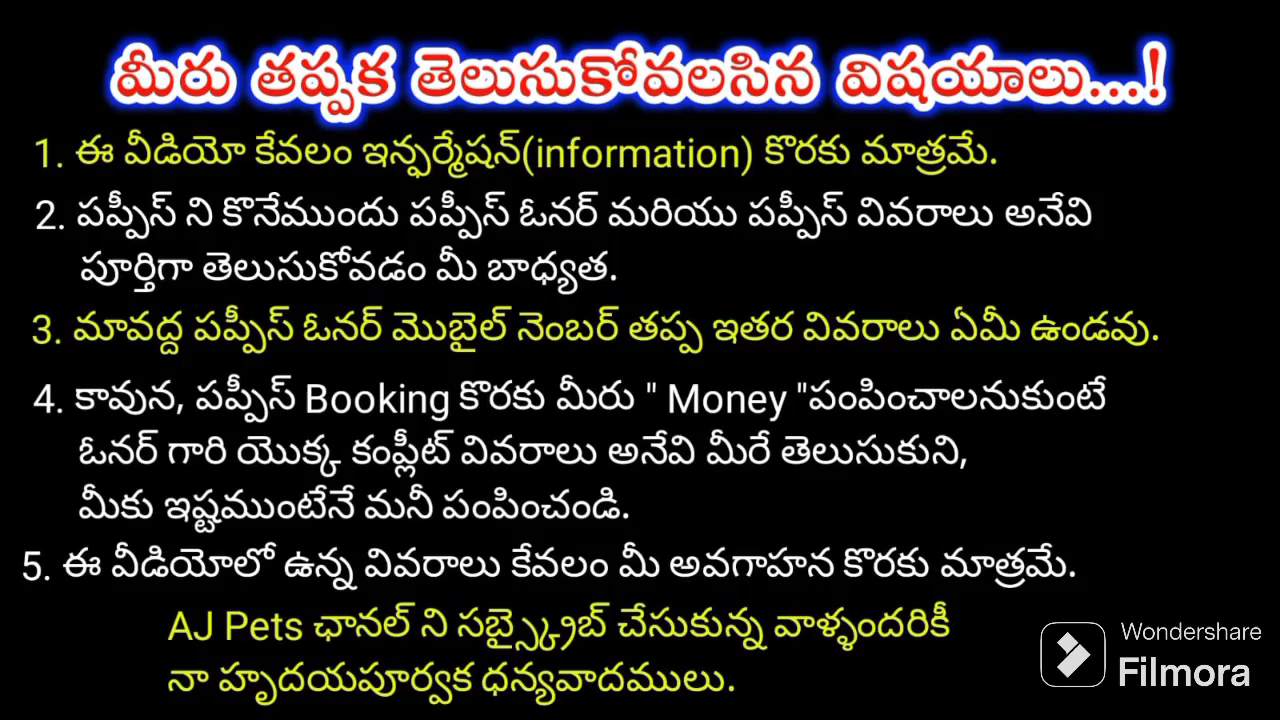 మీరు తప్పక తెలుసుకోవలసిన విషయాలు...!
1. ఈ వీడియో కేవలం ఇన్ఫర్మేషన్(information) కొరకు మాత్రమే.
2. పప్పీస్ ని కొనేముందు పప్పీస్ ఓనర్ మరియు పప్పీస్ వివరాలు అనేవి
పూర్తిగా తెలుసుకోవడం మీ బాధ్యత.
3. మావద్ద పప్పీస్ ఓనర్ మొబైల్ నెంబర్ తప్ప ఇతర వివరాలు ఏమీ ఉండవు.
4. కావున, పప్పీస్ Booking కొరకు మీరు " Money "పంపించాలనుకుంటే
ఓనర్ గారి యొక్క కంప్లీట్ వివరాలు అనేవి మీరే తెలుసుకుని,
మీకు ఇష్టముంటేనే మనీ పంపించండి.
5. ఈ వీడియోలో ఉన్న వివరాలు కేవలం మీ అవగాహన కొరకు మాత్రమే.
AJ Pets ఛానల్ ని సబ్స్క్రైబ్ చేసుకున్న వాళ్ళందరికీ
నా హృదయపూర్వక ధన్యవాదములు.
Wondershare
Filmora